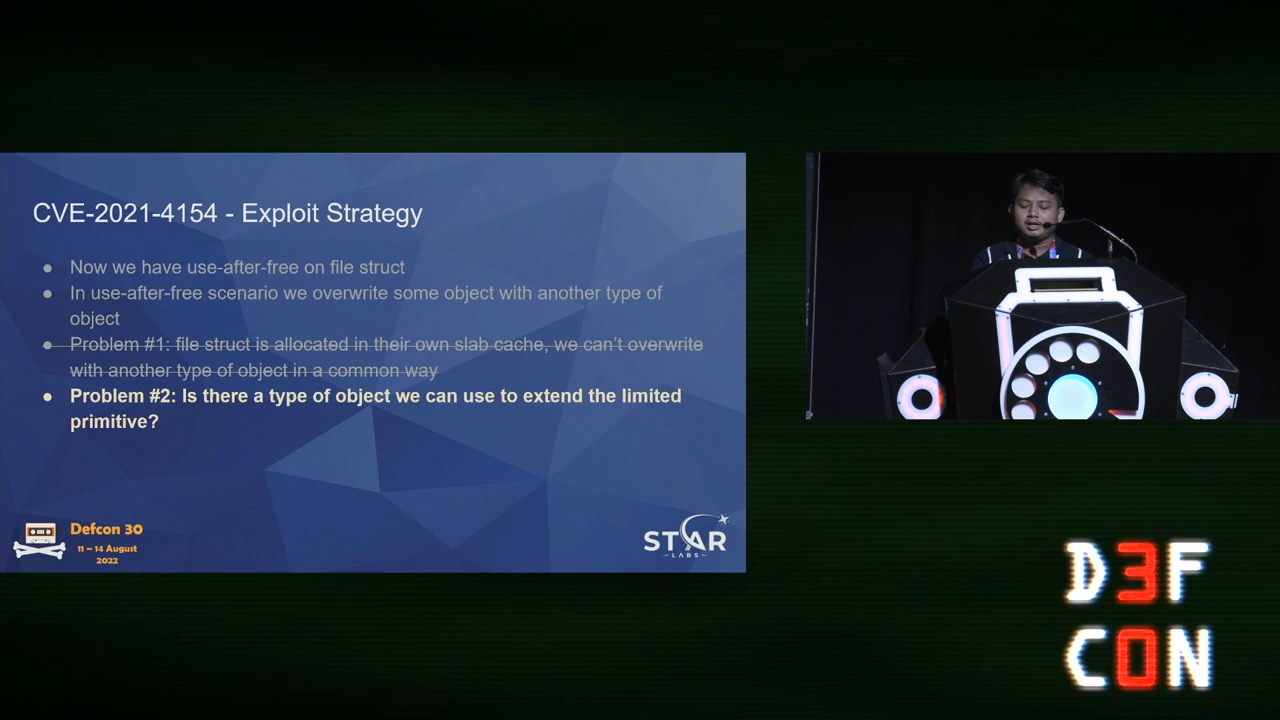 CVE-2021-4154 - Exploit Strategy
● Now we have use-after-free on file struct
● In use-after-free scenario we overwrite some object with another type of
object
● Problem #1: file struct is allocated in their own slab cache, we can't overwrite
with another type of object in a common way
● Problem #2: Is there a type of object we can use to extend the limited
primitive?
Defcon 30
11 – 14 August
2022
STAR
LABS
D3F
C0N